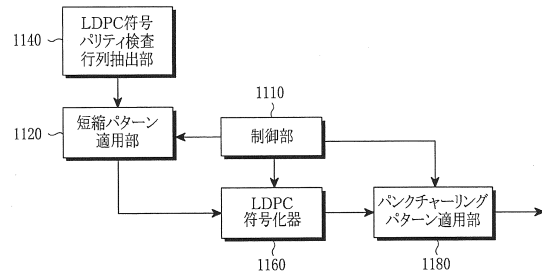 1140
LDPC符号
パリティ検査
行列抽出部
1120
短縮パターン
適用部
1110
制御部
LDPC
符号化器
1160
パンクチャーリング
パターン適用部
1180